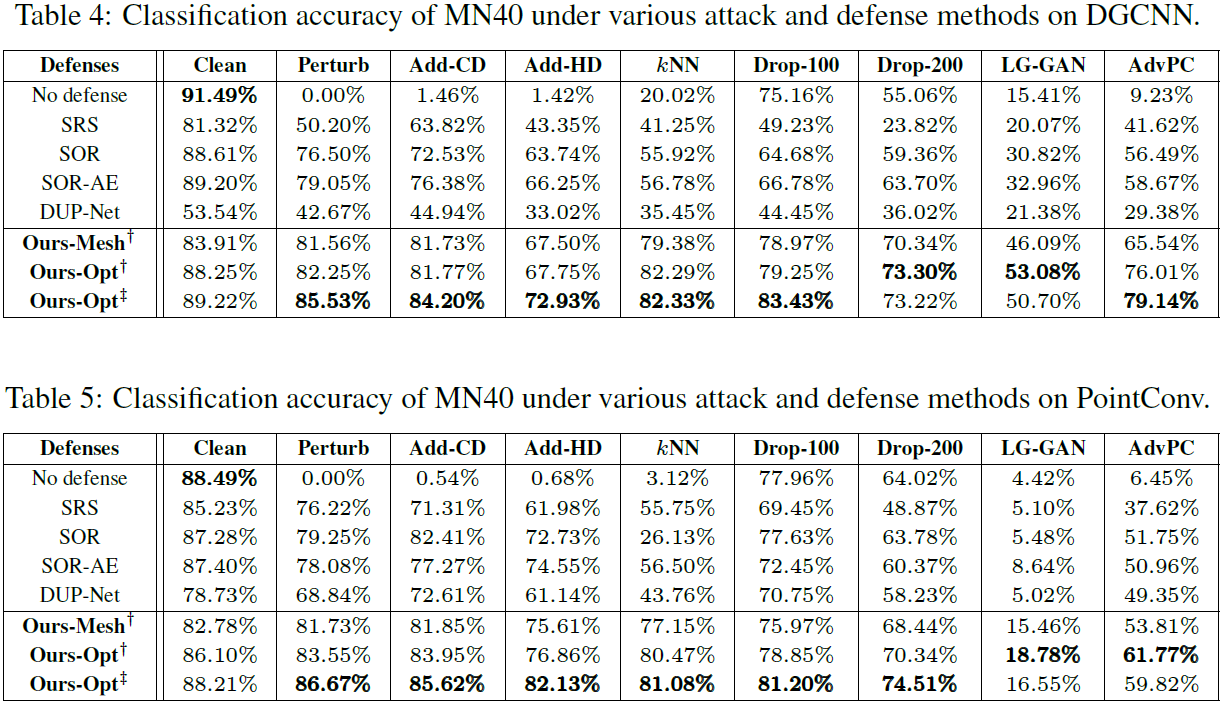 Table 4: Classification accuracy of MN40 under various attack and defense methods on DGCNN.
Defenses Clean Perturb Add-CD Add-HD kNN Drop-100 Drop-200 LG-GAN AdvPC
No defense 91.49% 0.00% 1.46% 1.42% 20.02% 75.16% 55.06% 15.41% 9.23%
SRS 81.32% 50.20% 63.82% 43.35% 41.25% 49.23% 23.82% 20.07% 41.62%
SOR 88.61% 76.50% 72.53% 63.74% 55.92% 64.68% 59.36% 30.82% 56.49%
SOR-AE 89.20% 79.05% 76.38% 66.25% 56.78% 66.78% 63.70% 32.96% 58.67%
DUP-Net 53.54% 42.67% 44.94% 33.02% 35.45% 44.45% 36.02% 21.38% 29.38%
Ours-Mesh† 83.91% 81.56% 81.73% 67.50% 79.38% 78.97% 70.34% 46.09% 65.54%
Ours-Opt† 88.25% 82.25% 81.77% 67.75% 82.29% 79.25% 73.30% 53.08% 76.01%
Ours-Opt‡ 89.22% 85.53% 84.20% 72.93% 82.33% 83.43% 73.22% 50.70% 79.14%
Table 5: Classification accuracy of MN40 under various attack and defense methods on PointConv.
Defenses Clean Perturb Add-CD Add-HD kNN Drop-100 Drop-200 LG-GAN AdvPC
No defense 88.49% 0.00% 0.54% 0.68% 3.12% 77.96% 64.02% 4.42% 6.45%
SRS 85.23% 76.22% 71.31% 61.98% 55.75% 69.45% 48.87% 5.10% 37.62%
SOR 87.28% 79.25% 82.41% 72.73% 26.13% 77.63% 63.78% 5.48% 51.75%
SOR-AE 87.40% 78.08% 77.27% 74.55% 56.50% 72.45% 60.37% 8.64% 50.96%
DUP-Net 78.73% 68.84% 72.61% 61.14% 43.76% 70.75% 58.23% 5.02% 49.35%
Ours-Mesh† 82.78% 81.73% 81.85% 75.61% 77.15% 75.97% 68.44% 15.46% 53.81%
Ours-Opt† 86.10% 83.55% 83.95% 76.86% 80.47% 78.85% 70.34% 18.78% 61.77%
Ours-Opt‡ 88.21% 86.67% 85.62% 82.13% 81.08% 81.20% 74.51% 16.55% 59.82%